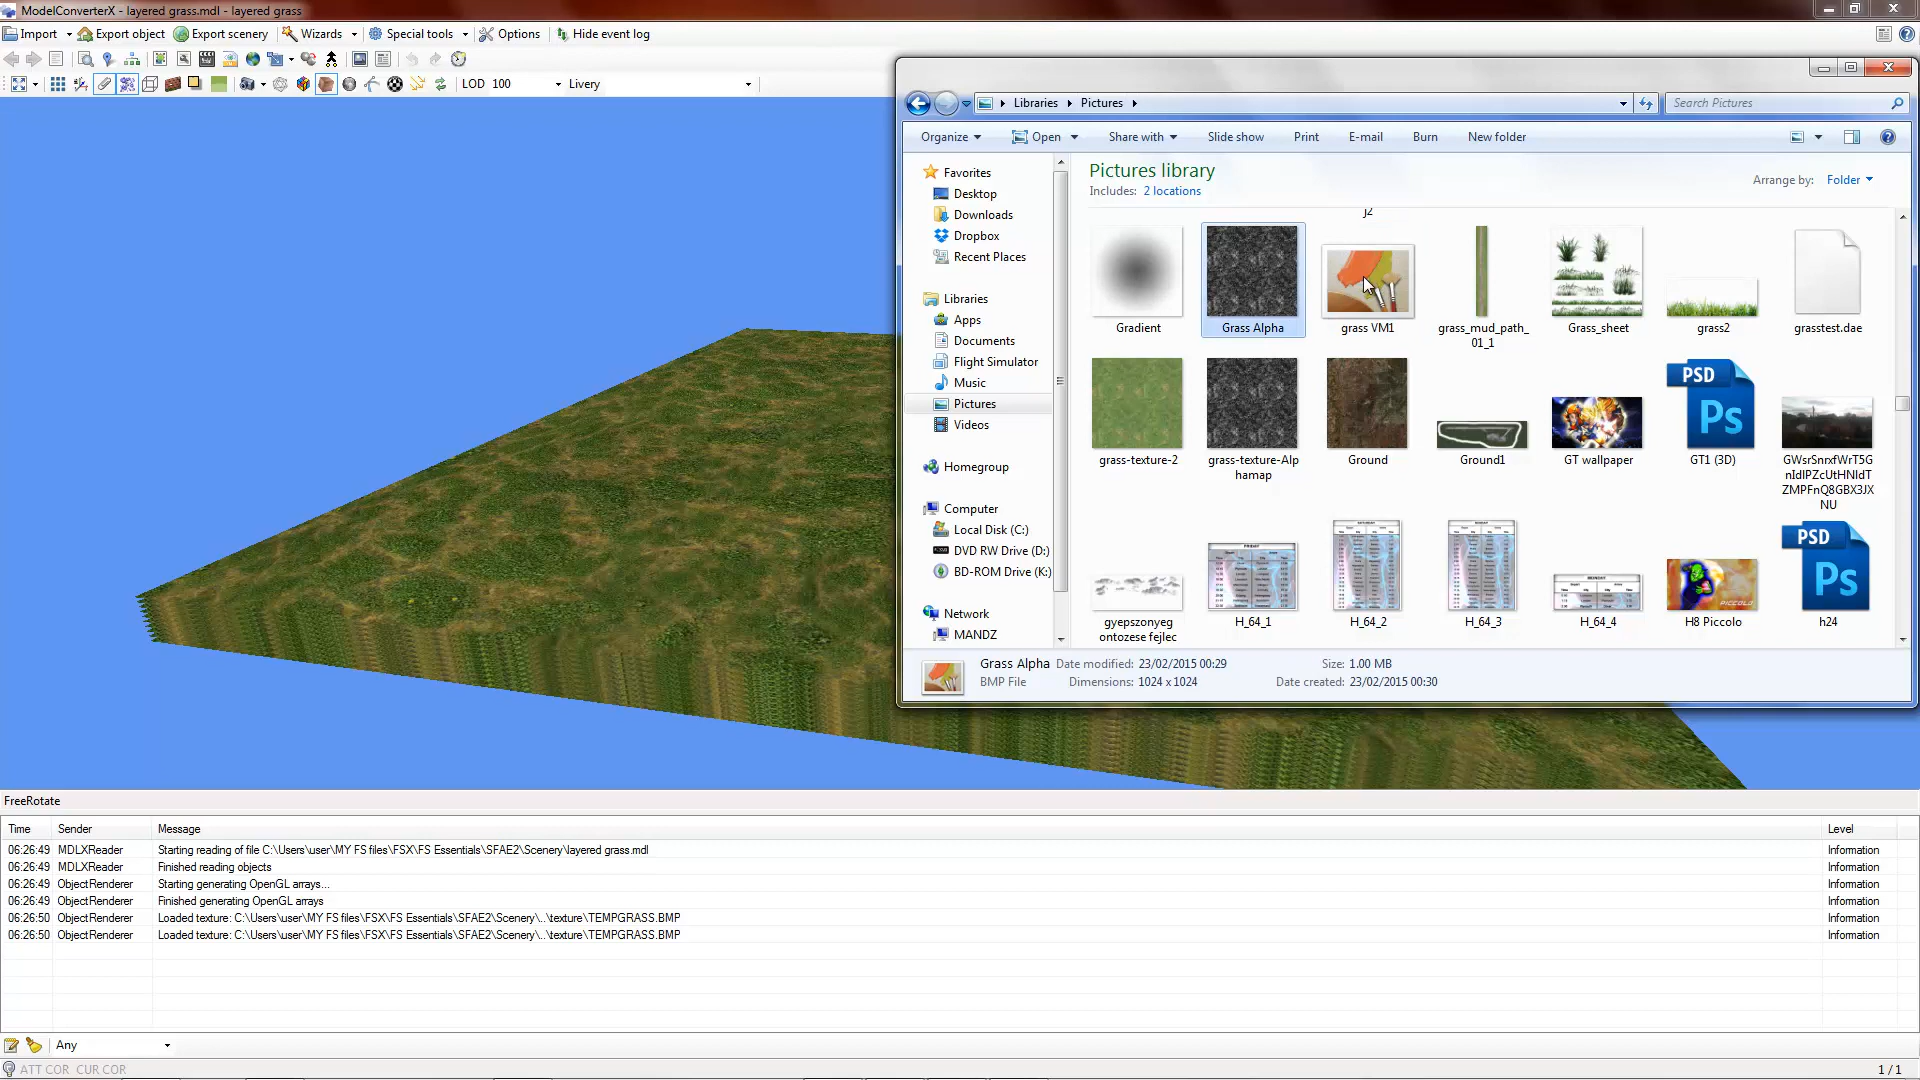 ModelConverterX - layered grass.mdl - layered grass
Import Export object Export scenery Wizards Special tools Options Hide event log
LOD 100 Livery
Libraries Pictures
Search Pictures
Organize Open Share with Slide show Print E-mail Burn New folder
Favorites
Desktop
Downloads
Dropbox
Recent Places
Libraries
Apps
Documents
Flight Simulator
Music
Pictures
Videos
Homegroup
Computer
Local Disk (C:)
DVD RW Drive (D:)
BD-ROM Drive (K:)
Network
MANDZ
Pictures library
Includes: 2 locations
Arrange by: Folder
J2
Gradient
Grass Alpha
grass VM1
grass_mud_path_
01_1
Grass_sheet
grass2
grasstest.dae
PSD
Ps
grass-texture-2
grass-texture-Alp
hamap
Ground
Ground1
GT wallpaper
GT1 (3D)
GWsrSnrxfWrT5G
nIdIPZcUtHNIdT
ZMPFnQ8GBX3JX
NU
FRIDAY
MONDAY
PICCOLO
PSD
Ps
gyepszonyeg
ontozese fejlec
H_64_1
H_64_2
H_64_3
H_64_4
H8 Piccolo
h24
Grass Alpha Date modified: 23/02/2015 00:29 Size: 1.00 MB
BMP File Dimensions: 1024 x 1024 Date created: 23/02/2015 00:30
FreeRotate
Time Sender Message Level
06:26:49 MDLXReader Starting reading of file C:\Users\user\MY FS files\FSX\FS Essentials\SFAE2\Scenery\layered grass.mdl Information
06:26:49 MDLXReader Finished reading objects Information
06:26:49 ObjectRenderer Starting generating OpenGL arrays... Information
06:26:49 ObjectRenderer Finished generating OpenGL arrays Information
06:26:50 ObjectRenderer Loaded texture: C:\Users\user\MY FS files\FSX\FS Essentials\SFAE2\Scenery\..\texture\TEMPGRASS.BMP Information
06:26:50 ObjectRenderer Loaded texture: C:\Users\user\MY FS files\FSX\FS Essentials\SFAE2\Scenery\..\texture\TEMPGRASS.BMP Information
Any
ATT COR CUR COR
1 / 1